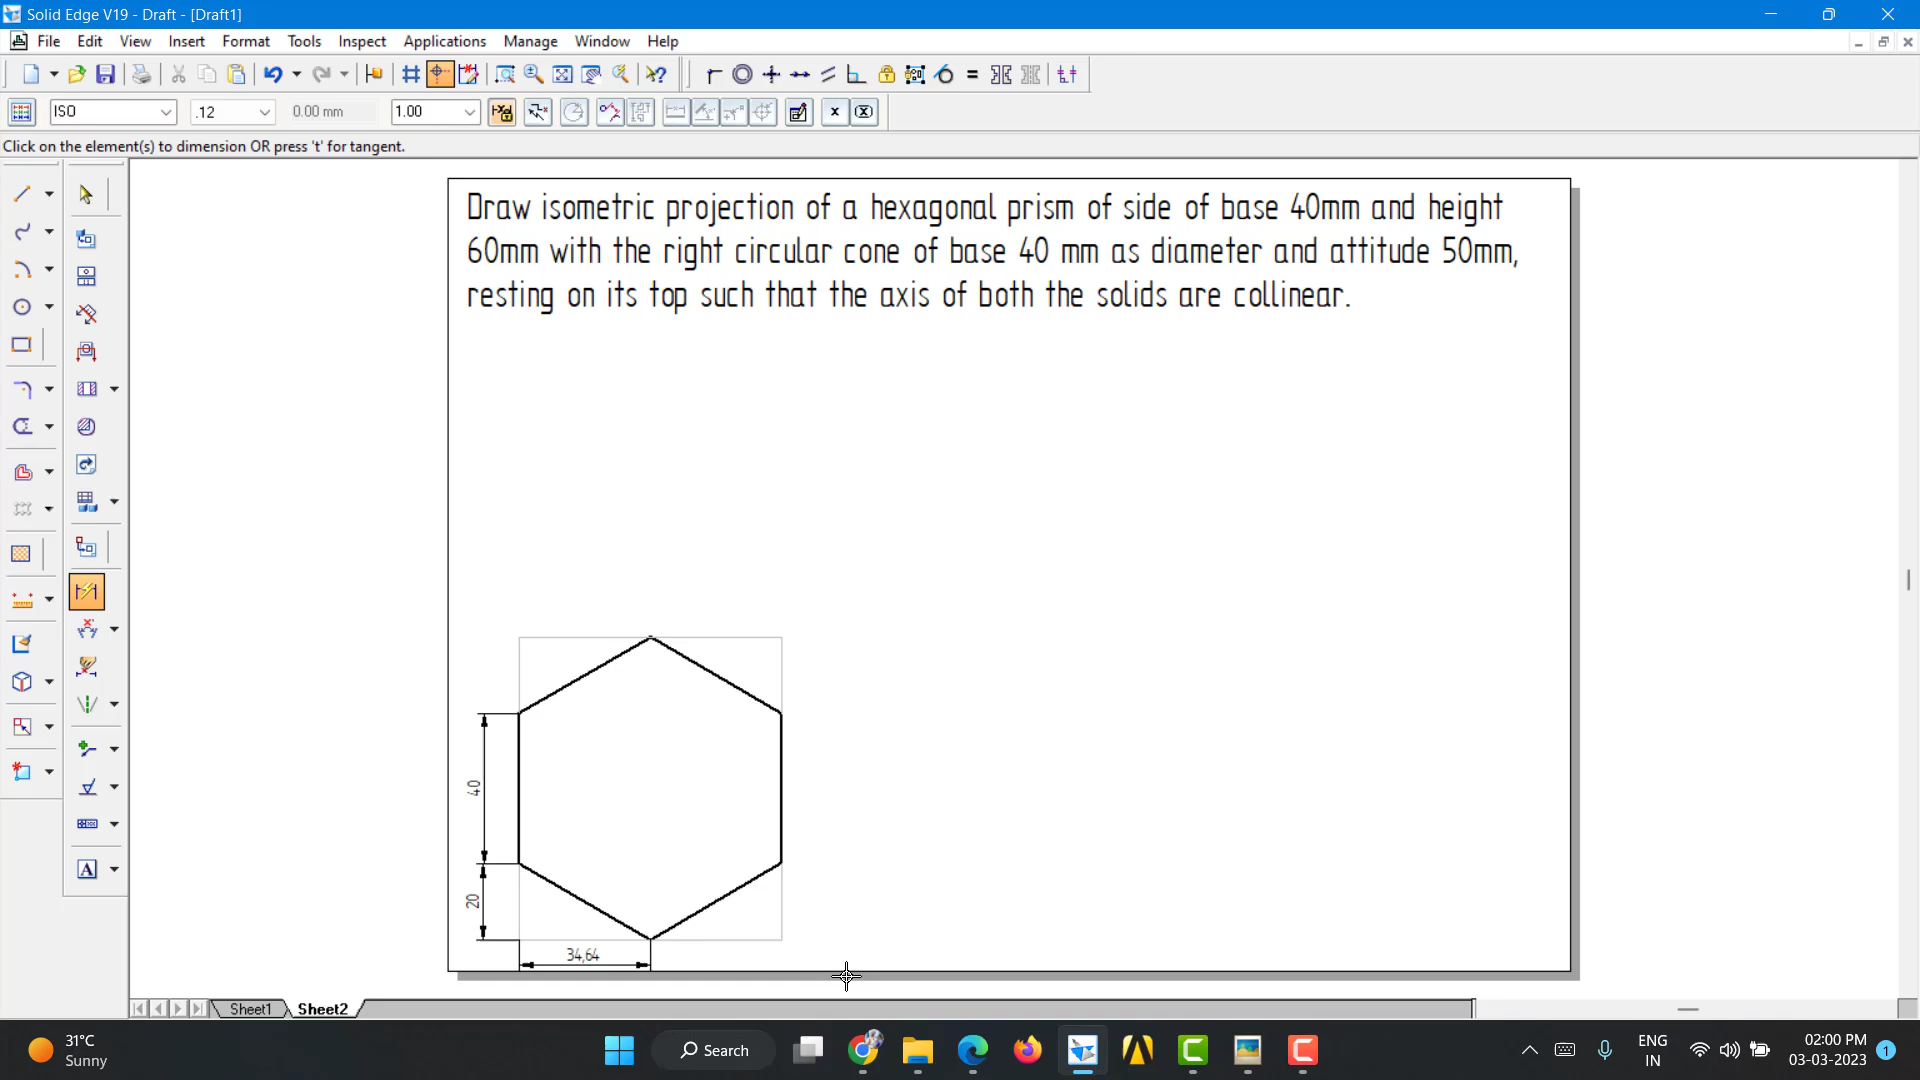 Solid Edge V19 - Draft - [Draft1]
File Edit View Insert Format Tools Inspect Applications Manage Window Help
ISO .12 0.00 mm 1.00
Click on the element(s) to dimension OR press 't' for tangent.
Draw isometric projection of a hexagonal prism of side of base 40mm and height
60mm with the right circular cone of base 40 mm as diameter and attitude 50mm,
resting on its top such that the axis of both the solids are collinear.
40
20
34,64
A
Sheet1 Sheet2
31°C
Sunny
Search
ENG
IN
02:00 PM
03-03-2023
1